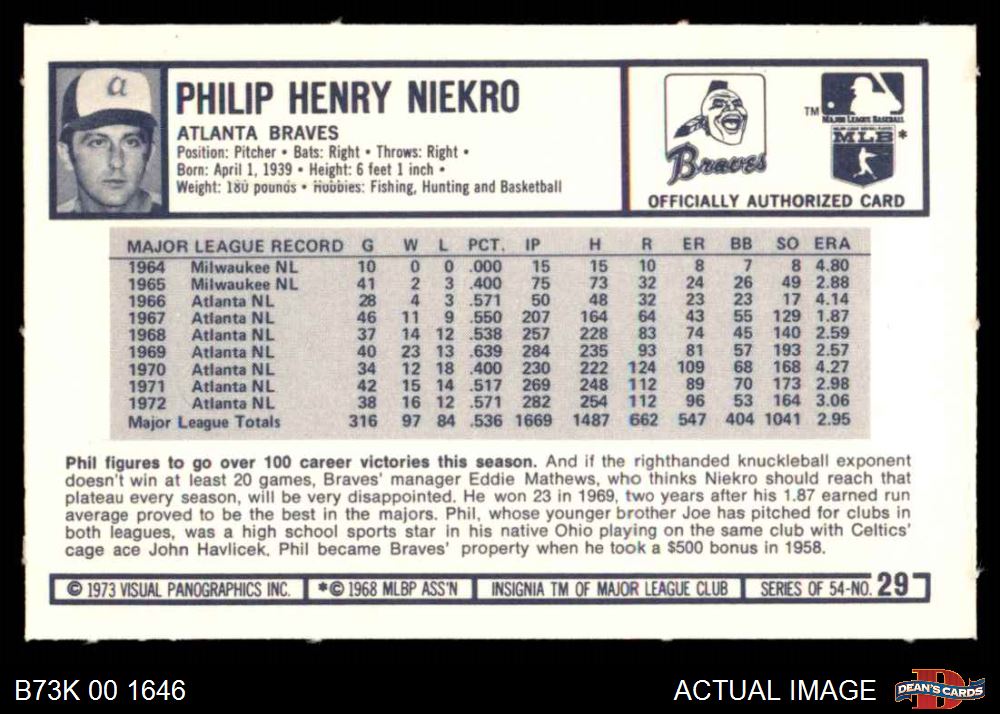 a
PHILIP HENRY NIEKRO
ATLANTA BRAVES
Position: Pitcher • Bats: Right • Throws: Right •
Born: April 1, 1939 • Height: 6 feet 1 inch •
Weight: 180 pounds • Hobbies: Fishing, Hunting and Basketball
Braves
TM
MAJOR LEAGUE BASEBALL
MAJOR LEAGUE BASEBALL PLAYERS
MLB *
OFFICIALLY AUTHORIZED CARD
MAJOR LEAGUE RECORD G W L PCT. IP H R ER BB SO ERA
1964 Milwaukee NL 10 0 0 .000 15 15 10 8 7 8 4.80
1965 Milwaukee NL 41 2 3 .400 75 73 32 24 26 49 2.88
1966 Atlanta NL 28 4 3 .571 50 48 32 23 23 17 4.14
1967 Atlanta NL 46 11 9 .550 207 164 64 43 55 129 1.87
1968 Atlanta NL 37 14 12 .538 257 228 83 74 45 140 2.59
1969 Atlanta NL 40 23 13 .639 284 235 93 81 57 193 2.57
1970 Atlanta NL 34 12 18 .400 230 222 124 109 68 168 4.27
1971 Atlanta NL 42 15 14 .517 269 248 112 89 70 173 2.98
1972 Atlanta NL 38 16 12 .571 282 254 112 96 53 164 3.06
Major League Totals 316 97 84 .536 1669 1487 662 547 404 1041 2.95
Phil figures to go over 100 career victories this season. And if the righthanded knuckleball exponent
doesn't win at least 20 games, Braves' manager Eddie Mathews, who thinks Niekro should reach that
plateau every season, will be very disappointed. He won 23 in 1969, two years after his 1.87 earned run
average proved to be the best in the majors. Phil, whose younger brother Joe has pitched for clubs in
both leagues, was a high school sports star in his native Ohio playing on the same club with Celtics'
cage ace John Havlicek. Phil became Braves' property when he took a $500 bonus in 1958.
© 1973 VISUAL PANOGRAPHICS INC. *© 1968 MLBP ASS'N INSIGNIA TM OF MAJOR LEAGUE CLUB SERIES OF 54-NO. 29
B73K 00 1646
ACTUAL IMAGE
D
DEAN'S CARDS